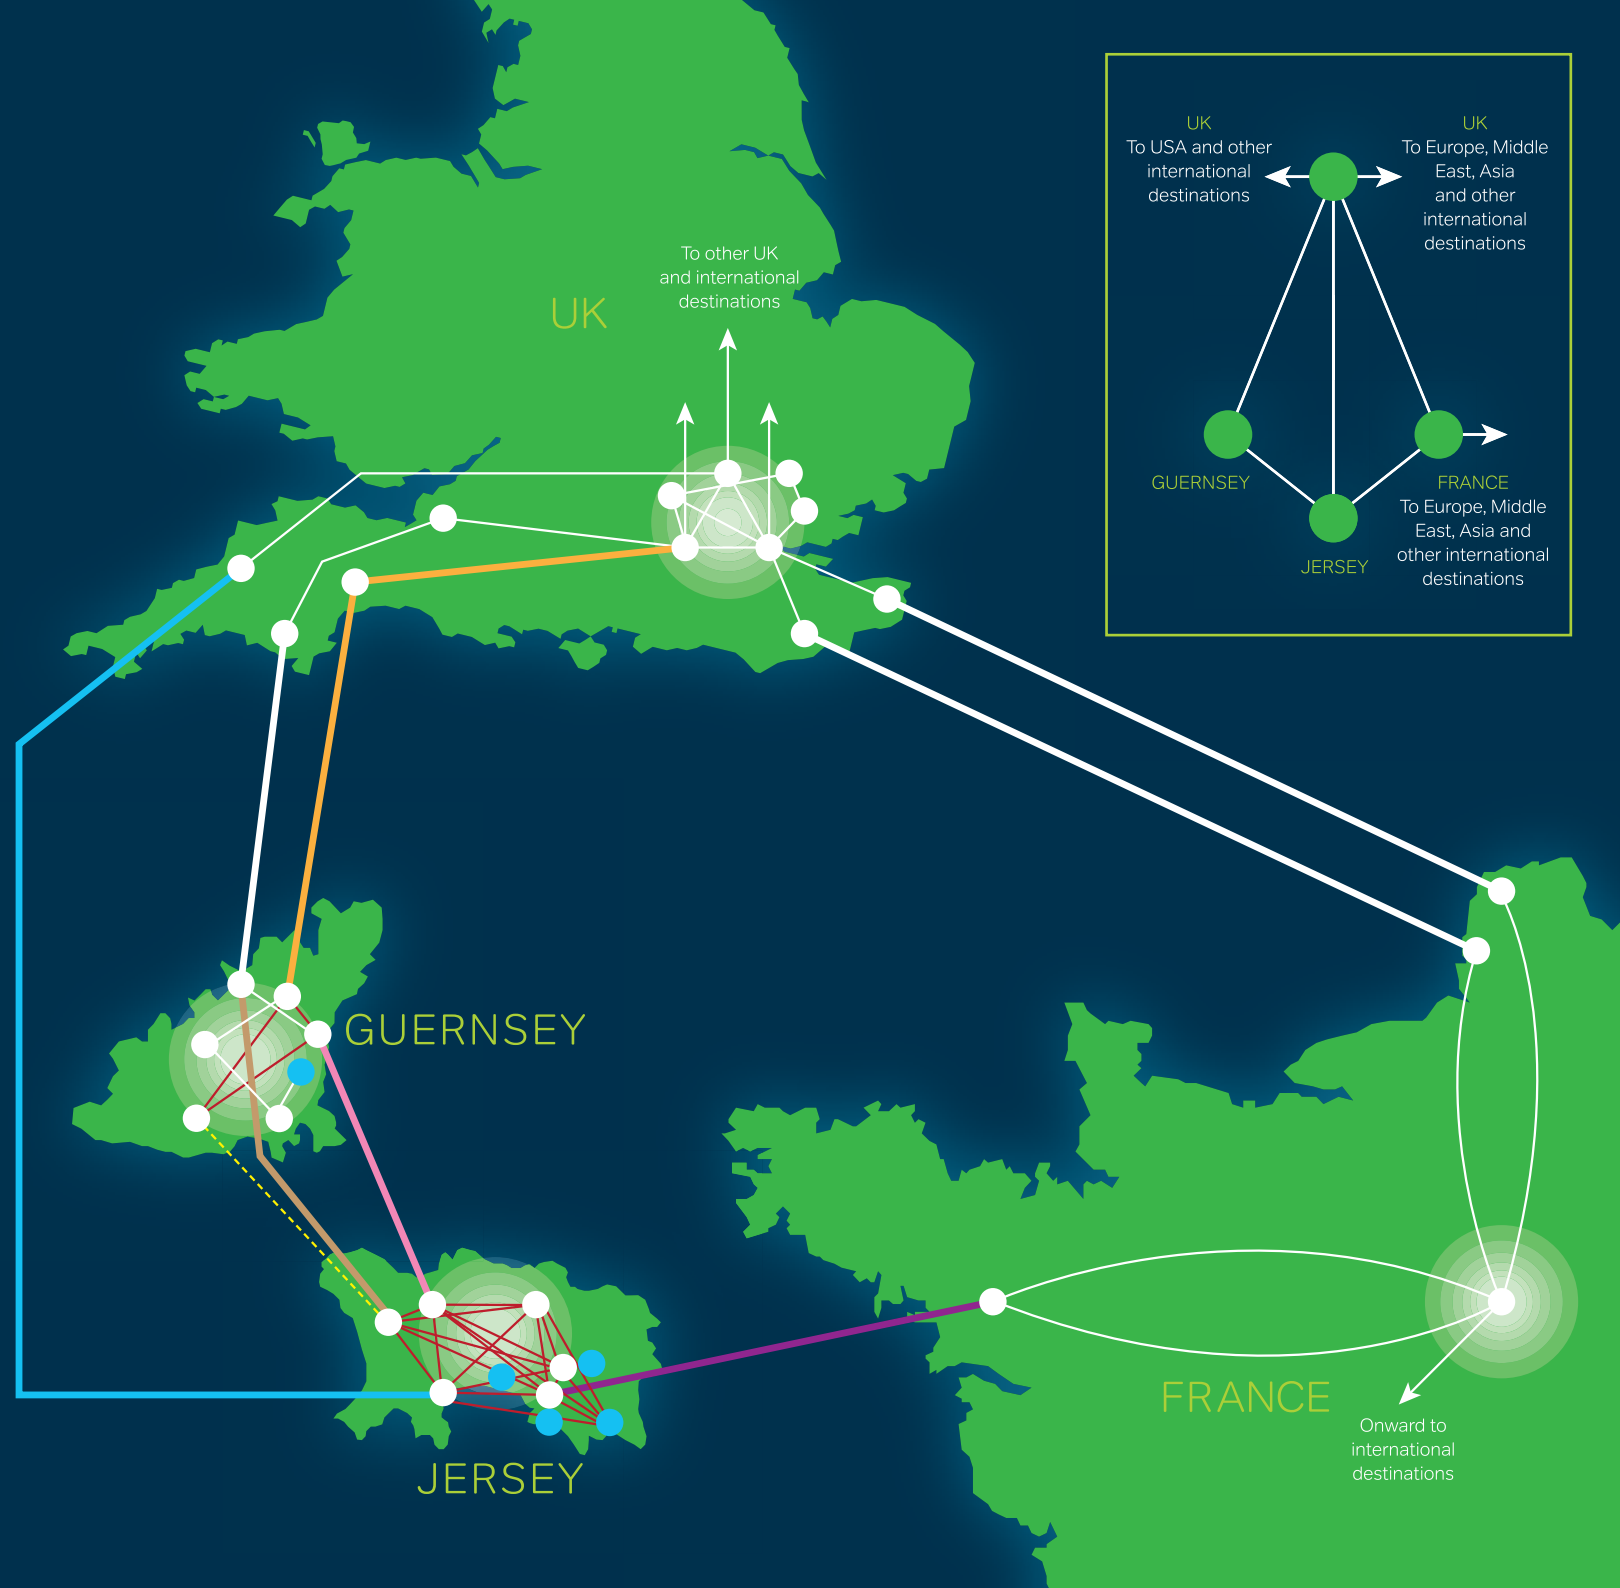 To other UK
and international
destinations
UK
GUERNSEY
JERSEY
FRANCE
Onward to
international
destinations
UK
To USA and other
international
destinations
UK
To Europe, Middle
East, Asia
and other
international
destinations
GUERNSEY
JERSEY
FRANCE
To Europe, Middle
East, Asia and
other international
destinations